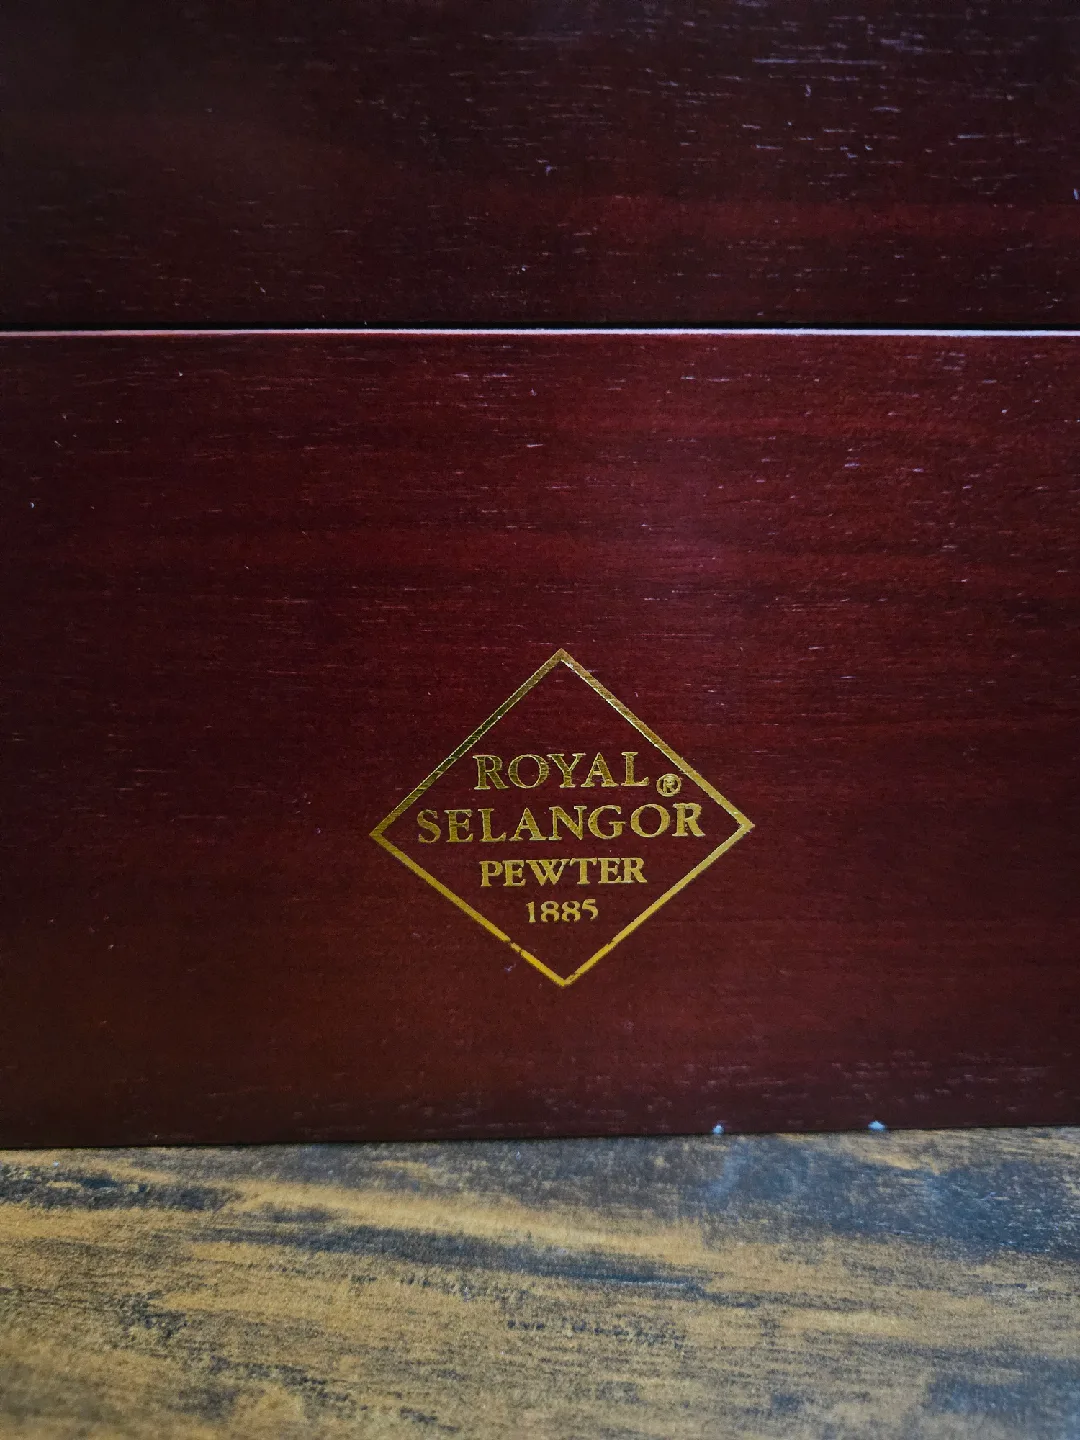 ROYAL®
SELANGOR
PEWTER
1885